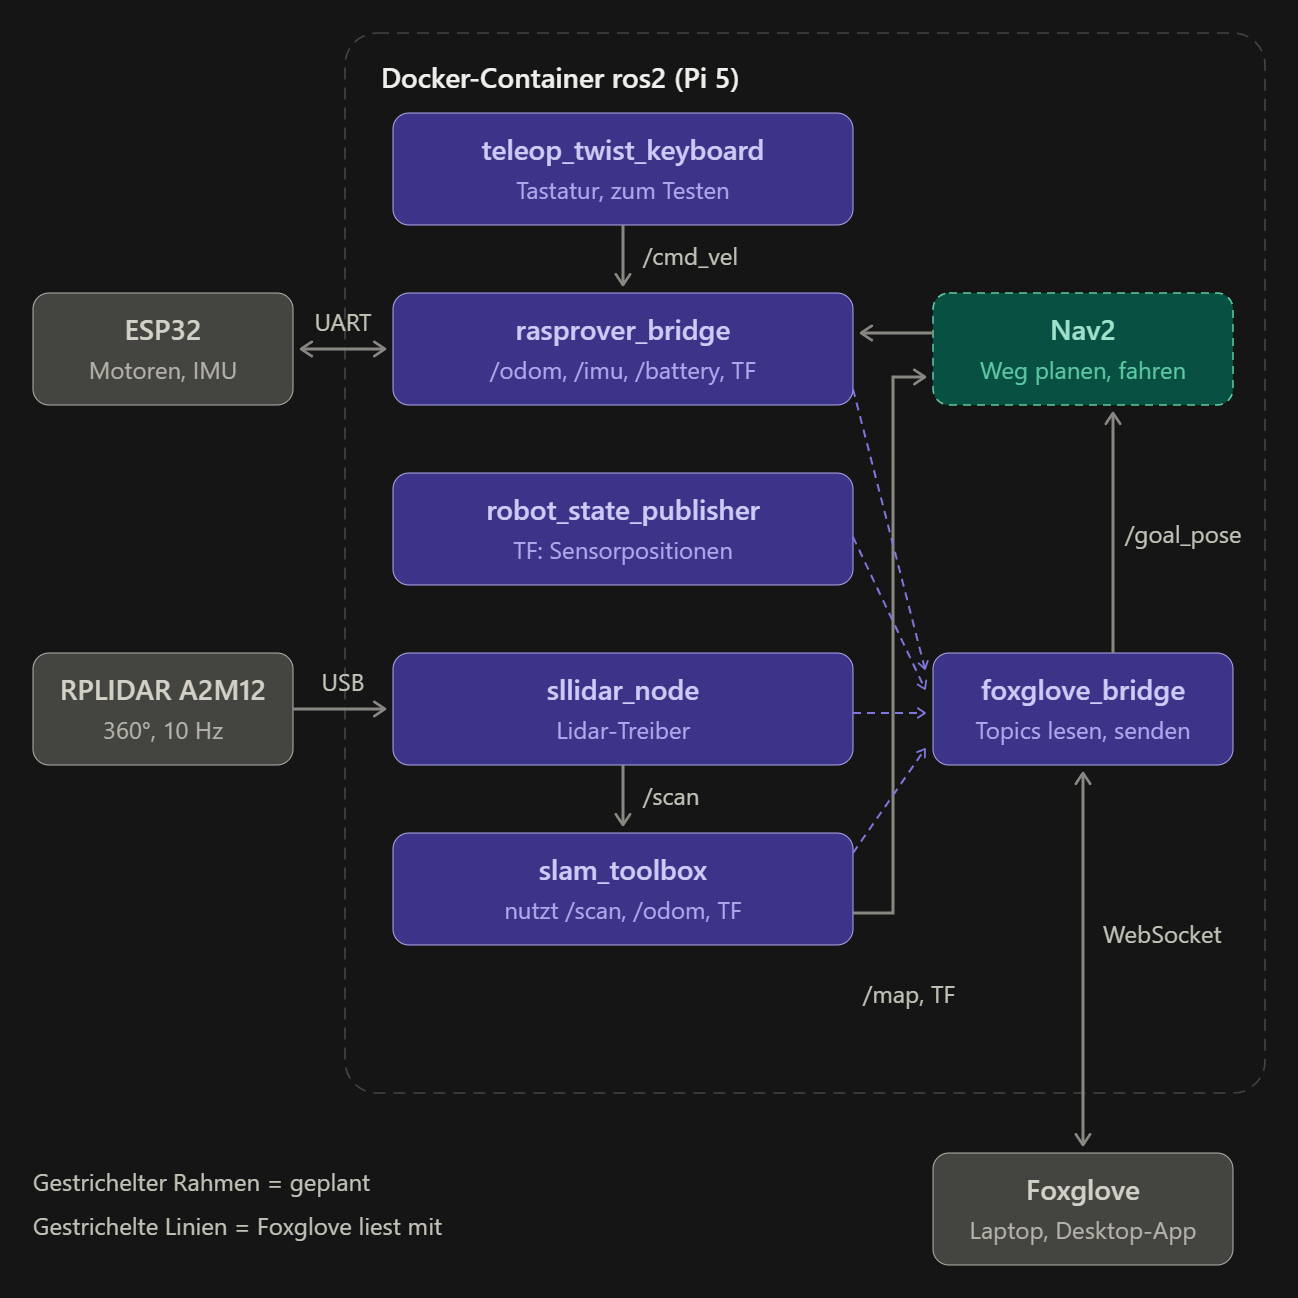 Docker-Container ros2 (Pi 5)
teleop_twist_keyboard
Tastatur, zum Testen
/cmd_vel
ESP32
Motoren, IMU
UART
rasprover_bridge
/odom, /imu, /battery, TF
Nav2
Weg planen, fahren
robot_state_publisher
TF: Sensorpositionen
/goal_pose
RPLIDAR A2M12
360°, 10 Hz
USB
sllidar_node
Lidar-Treiber
foxglove_bridge
Topics lesen, senden
/scan
slam_toolbox
nutzt /scan, /odom, TF
WebSocket
/map, TF
Gestrichelter Rahmen = geplant
Gestrichelte Linien = Foxglove liest mit
Foxglove
Laptop, Desktop-App